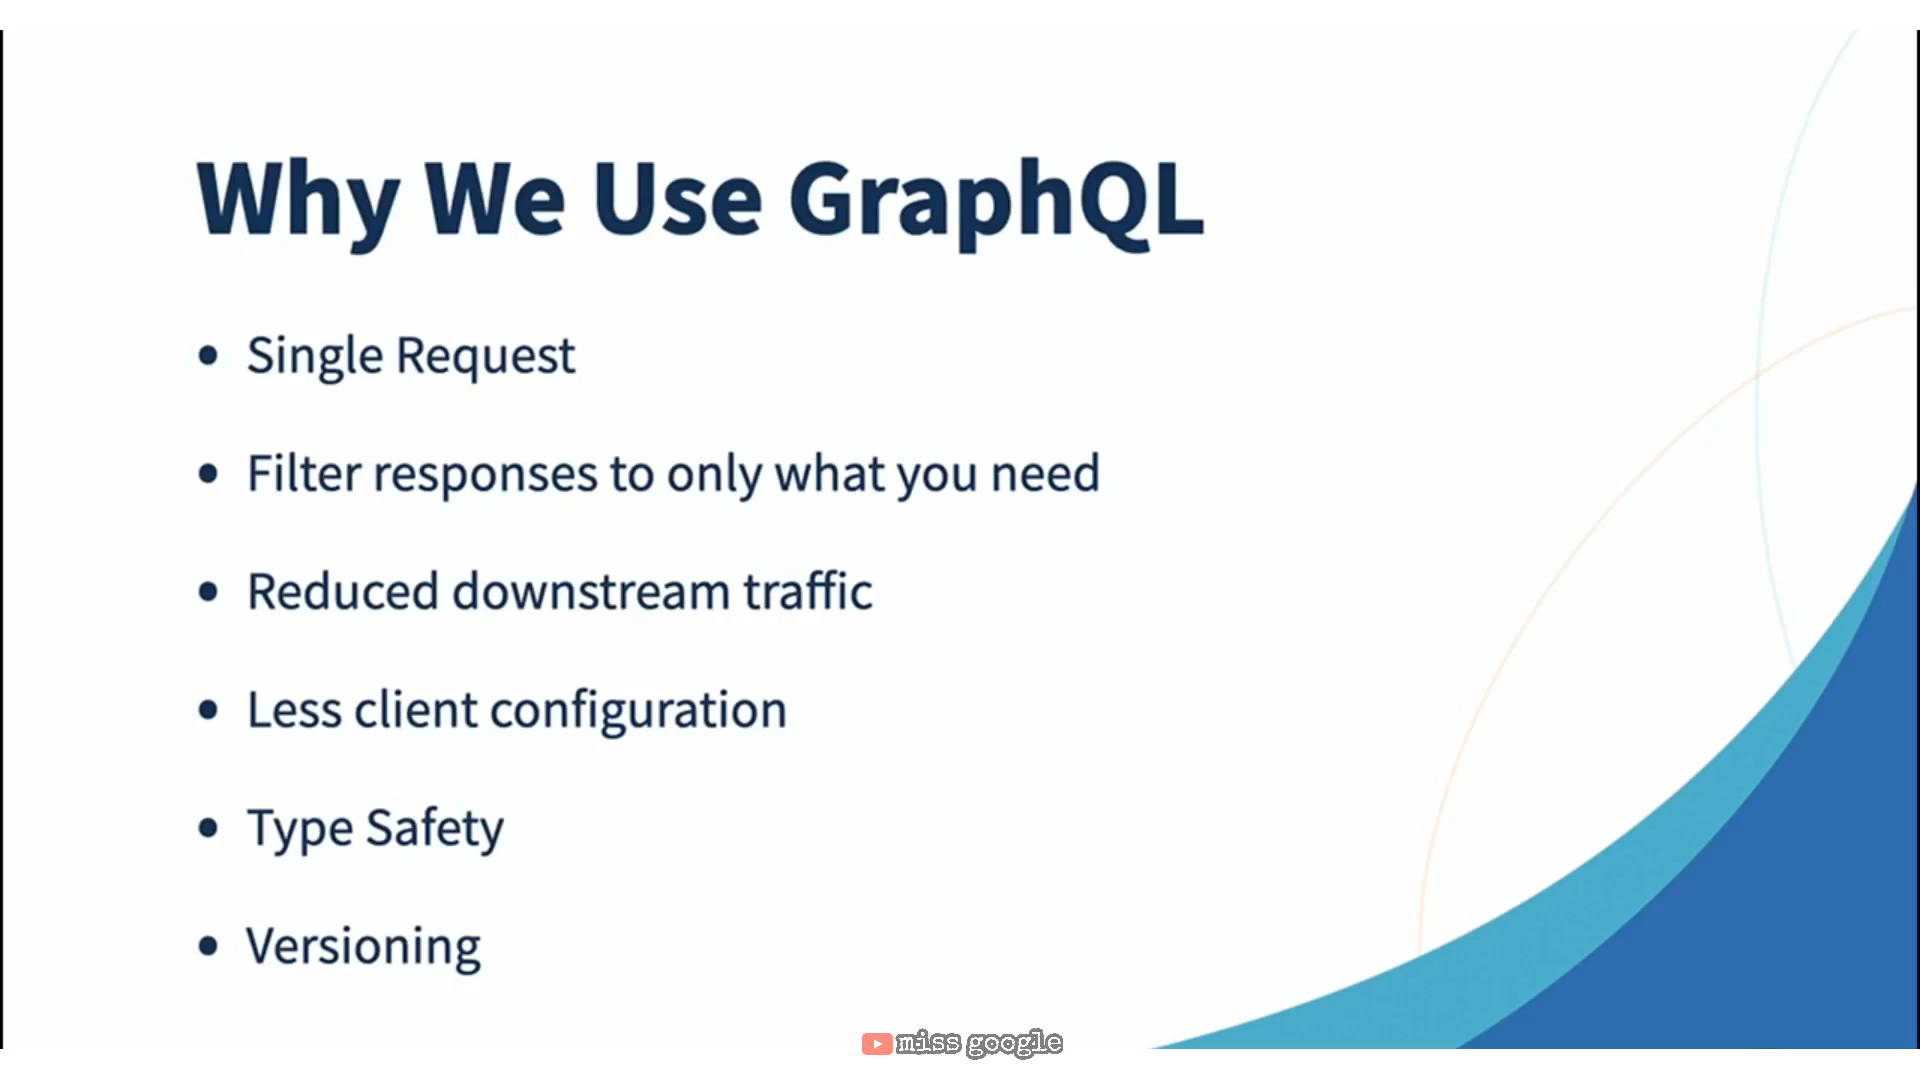 Why We Use GraphQL
• Single Request
• Filter responses to only what you need
• Reduced downstream traffic
• Less client configuration
• Type Safety
• Versioning
miss google